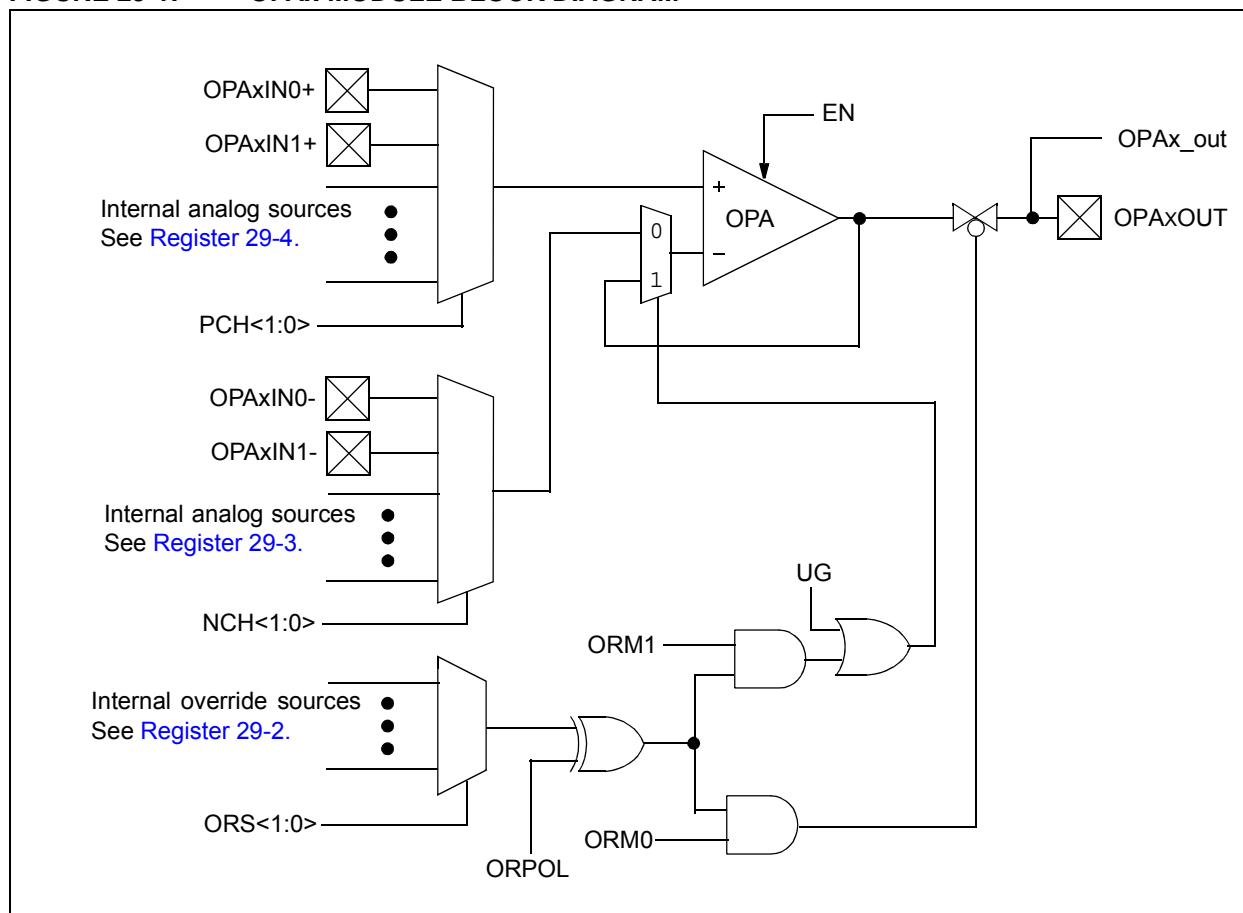 OPAxIN0+
OPAxIN1+
Internal analog sources
See Register 29-4.
PCH<1:0>
EN
+
OPA
−
0
1
OPAx_out
OPAxOUT
OPAxIN0-
OPAxIN1-
Internal analog sources
See Register 29-3.
NCH<1:0>
UG
ORM1
Internal override sources
See Register 29-2.
ORS<1:0>
ORPOL
ORM0